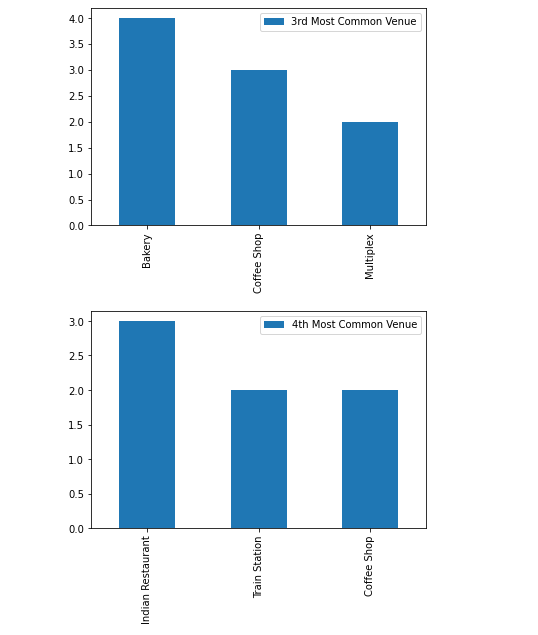 4.0
3.5
3.0
2.5
2.0
1.5
1.0
0.5
0.0
3rd Most Common Venue
Bakery
Coffee Shop
Multiplex
3.0
2.5
2.0
1.5
1.0
0.5
0.0
4th Most Common Venue
Indian Restaurant
Train Station
Coffee Shop